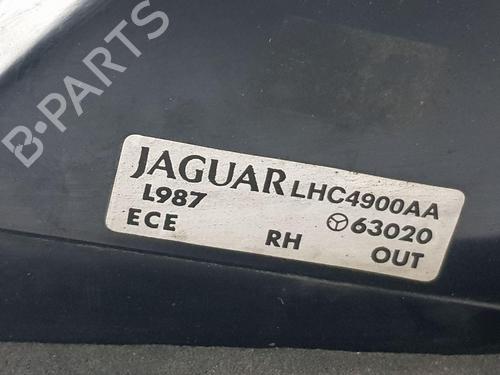 B-PARTS
JAGUAR LHC4900AA
L987 63020
ECE RH OUT